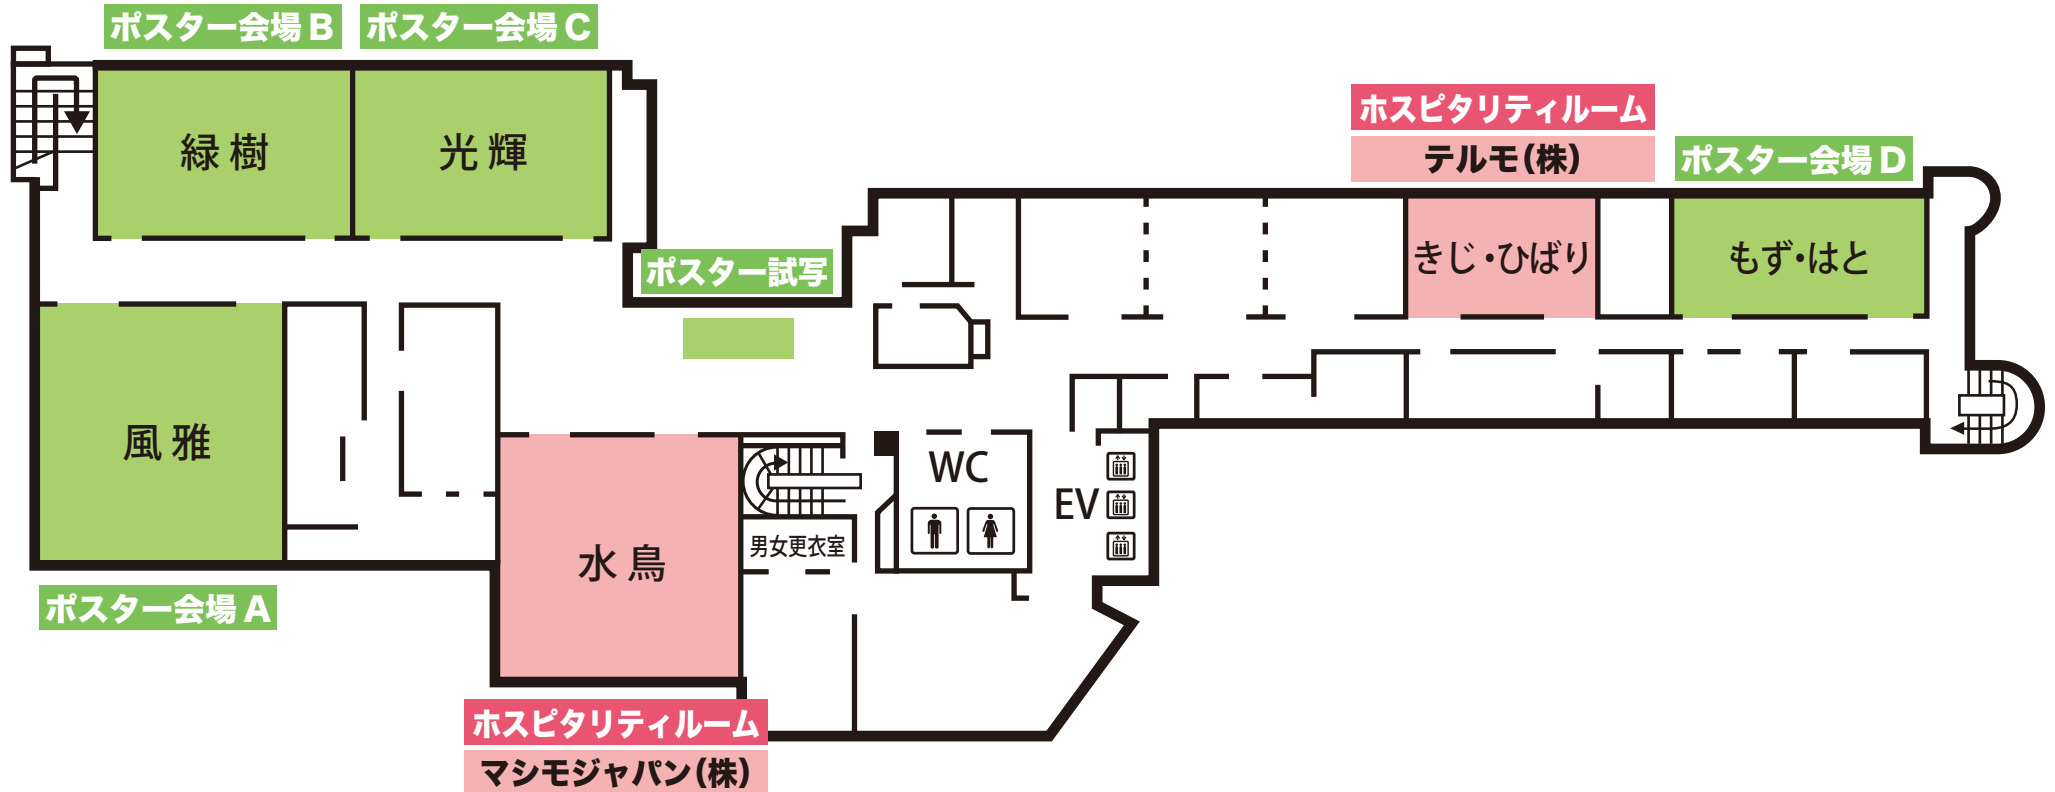 ポスター会場 B
ポスター会場 C
緑 樹
光 輝
ホスピタリティルーム
テルモ(株)
ポスター会場 D
きじ・ひばり
もず・はと
ポスター試写
風 雅
水 鳥
WC
EV
男女更衣室
ポスター会場 A
ホスピタリティルーム
マシモジャパン(株)